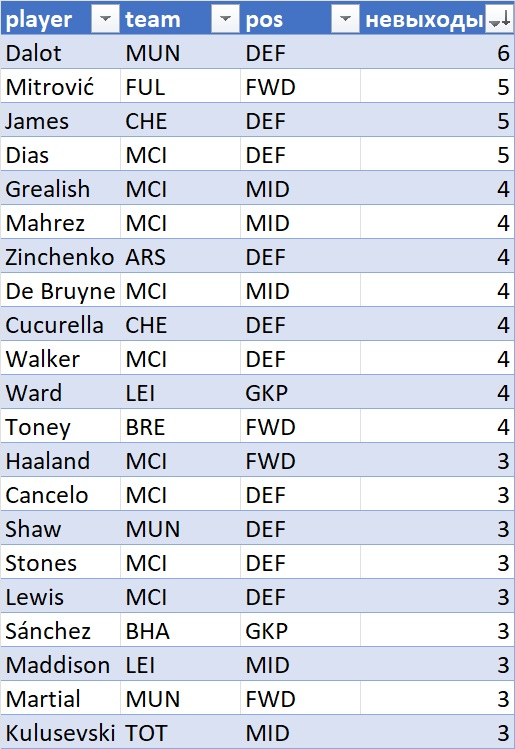 player team pos невыходы
Dalot MUN DEF 6
Mitrović FUL FWD 5
James CHE DEF 5
Dias MCI DEF 5
Grealish MCI MID 4
Mahrez MCI MID 4
Zinchenko ARS DEF 4
De Bruyne MCI MID 4
Cucurella CHE DEF 4
Walker MCI DEF 4
Ward LEI GKP 4
Toney BRE FWD 4
Haaland MCI FWD 3
Cancelo MCI DEF 3
Shaw MUN DEF 3
Stones MCI DEF 3
Lewis MCI DEF 3
Sánchez BHA GKP 3
Maddison LEI MID 3
Martial MUN FWD 3
Kulusevski TOT MID 3